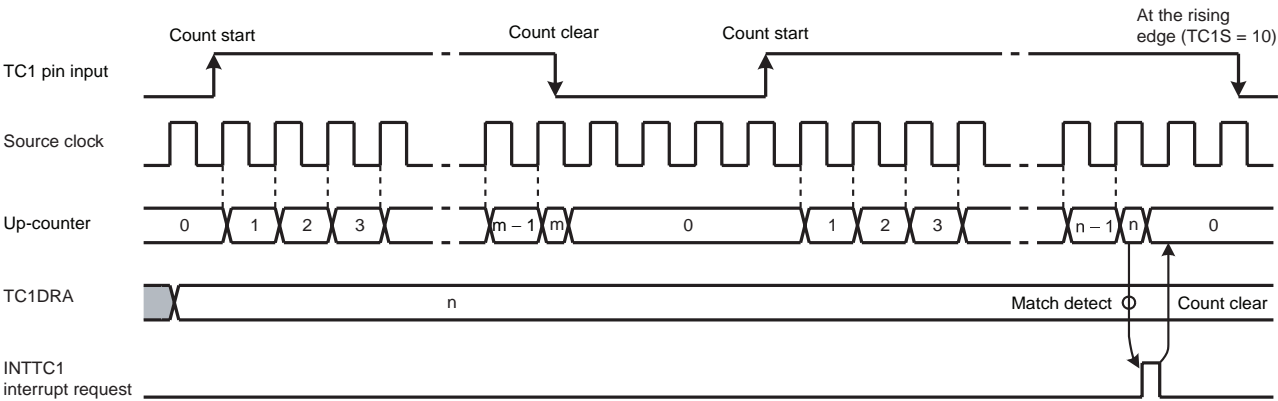 At the rising
edge (TC1S = 10)
Count start
Count clear
Count start
TC1 pin input
Source clock
Up-counter
0 1 2 3 m − 1 m 0 1 2 3 n − 1 n 0
TC1DRA
n
Match detect
Count clear
INTTC1
interrupt request